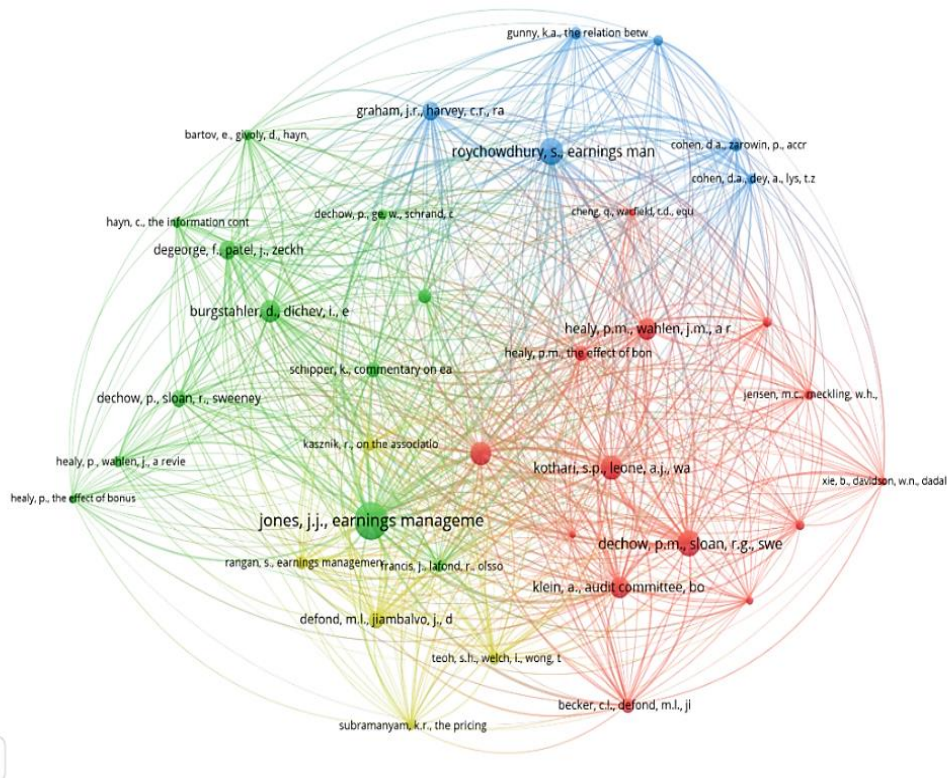 gunny, k.a., the relation betw
graham, j.r., harvey, c.r., ra
bartov, e., givoly, d., hayn,
roychowdhury, s., earnings man
cohen, d.a., zarowin, p., accr
cohen, d.a., dey, a., lys, t.z
hayn, c., the information cont
dechow, p., ge, w., schrand, c
cheng, q., warfield, t.d., equ
degeorge, f., patel, j., zeckh
burgstahler, d., dichev, i., e
healy, p.m., wahlen, j.m., a r
healy, p.m., the effect of bon
schipper, k., commentary on ea
jensen, m.c., meckling, w.h.,
dechow, p., sloan, r., sweeney
kasznik, r., on the associatio
healy, p., wahlen, j., a revie
kothari, s.p., leone, a.j., wa
xie, b., davidson, w.n., dadal
healy, p., the effect of bonus
jones, j.j., earnings manageme
dechow, p.m., sloan, r.g., swe
rangan, s., earnings managemen
francis, j., lafond, r., olsso
klein, a., audit committee, bo
defond, m.l., jiambalvo, j., d
teoh, s.h., welch, i., wong, t
becker, c.l., defond, m.l., ji
subramanyam, k.r., the pricing